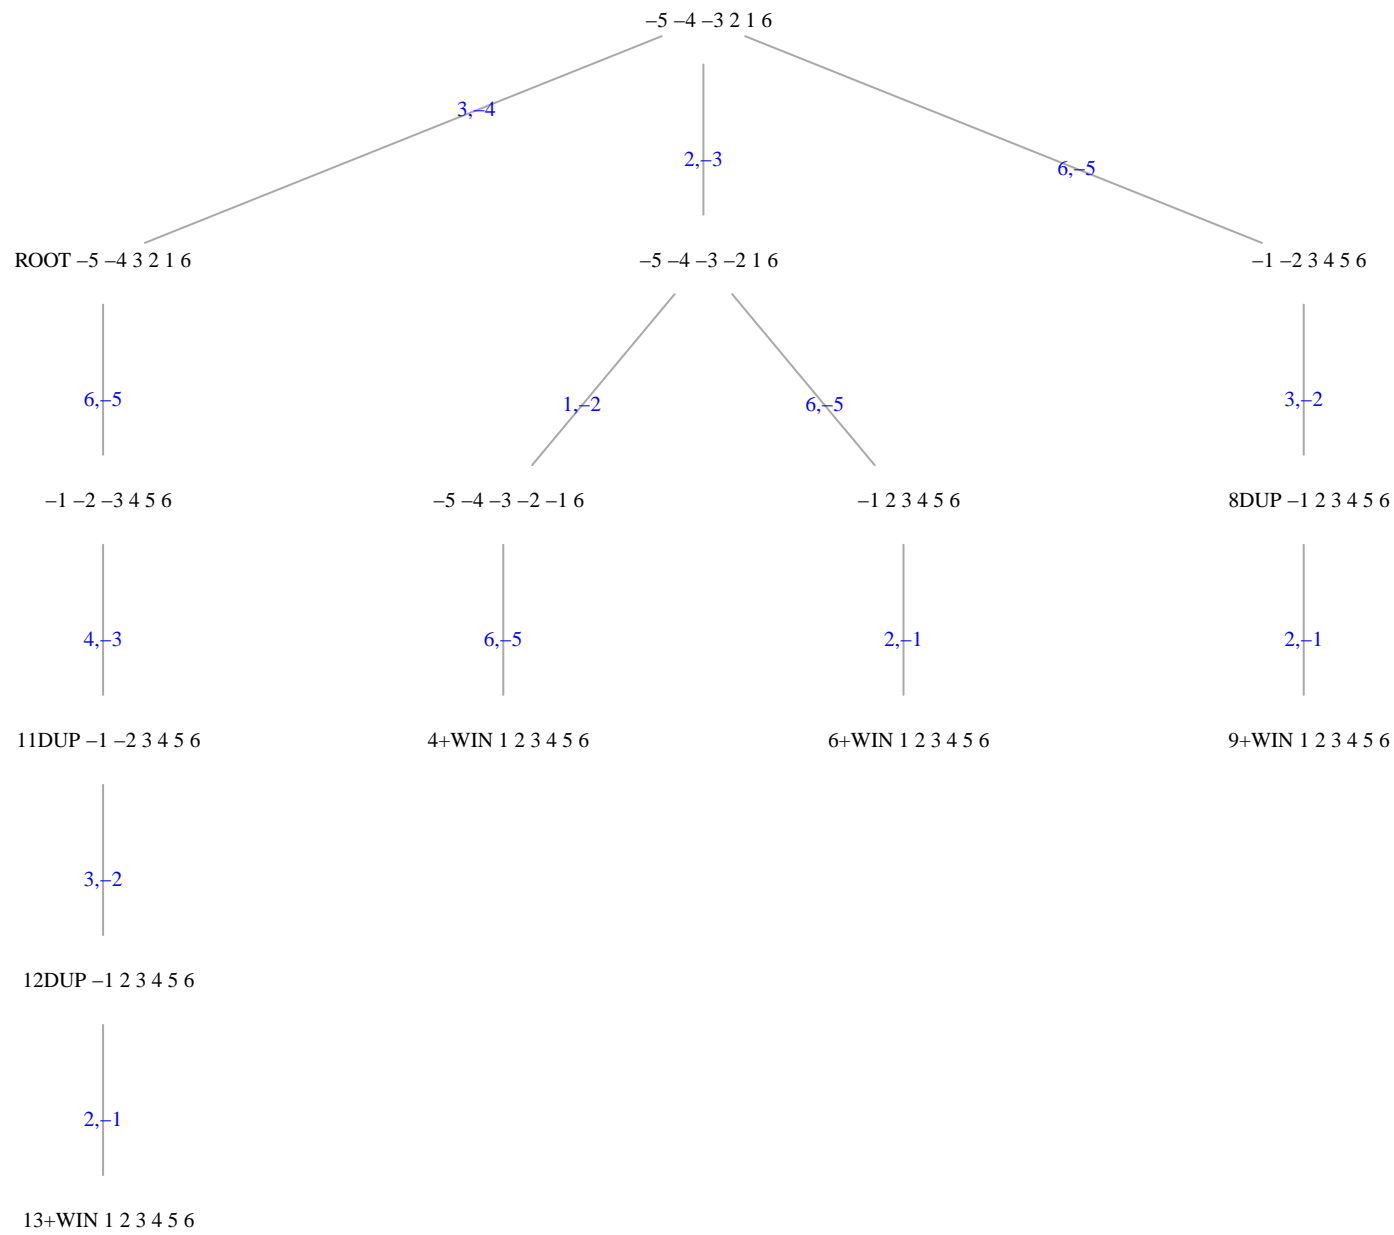 –5 –4 –3 2 1 6
3,–4
2,–3
6,–5
ROOT –5 –4 3 2 1 6
–5 –4 –3 –2 1 6
–1 –2 3 4 5 6
6,–5
1,–2
6,–5
3,–2
–1 –2 –3 4 5 6
–5 –4 –3 –2 –1 6
–1 2 3 4 5 6
8DUP –1 2 3 4 5 6
4,–3
6,–5
2,–1
2,–1
11DUP –1 –2 3 4 5 6
4+WIN 1 2 3 4 5 6
6+WIN 1 2 3 4 5 6
9+WIN 1 2 3 4 5 6
3,–2
12DUP –1 2 3 4 5 6
2,–1
13+WIN 1 2 3 4 5 6